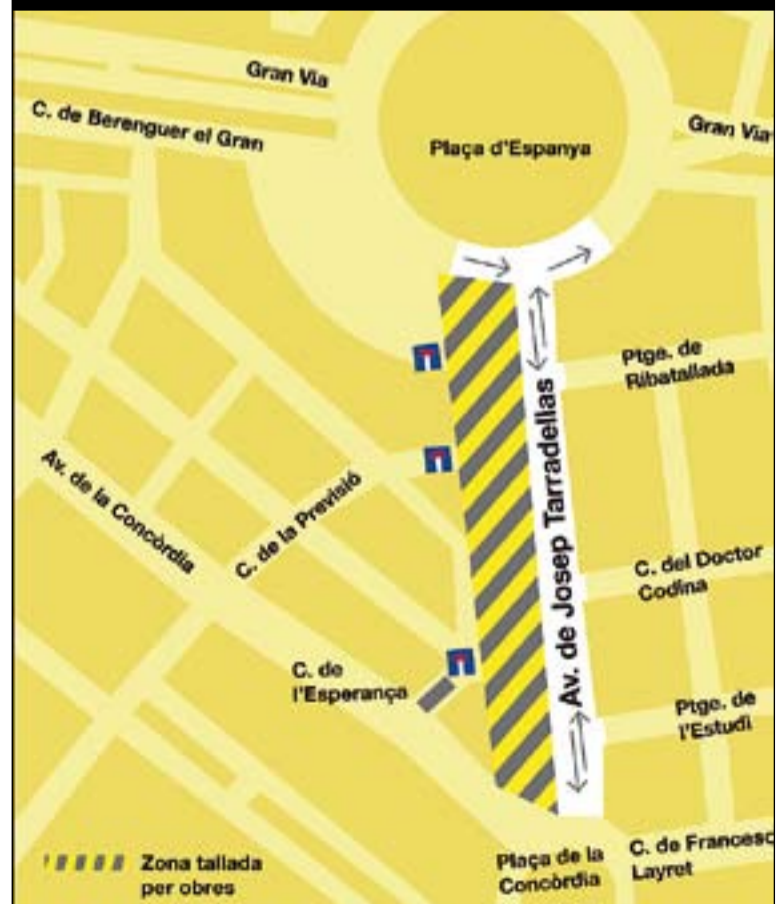 Gran Via
C. de Berenguer el Gran
Plaça d'Espanya
Gran Via
Ptge. de
Ribatallada
Av. de Josep Tarradellas
Av. de la Concòrdia
C. de la Previsió
C. del Doctor
Codina
C. de
l'Esperança
Ptge. de
l'Estudi
Zona tallada
per obres
Plaça de la
Concòrdia
C. de Francesc
Layret